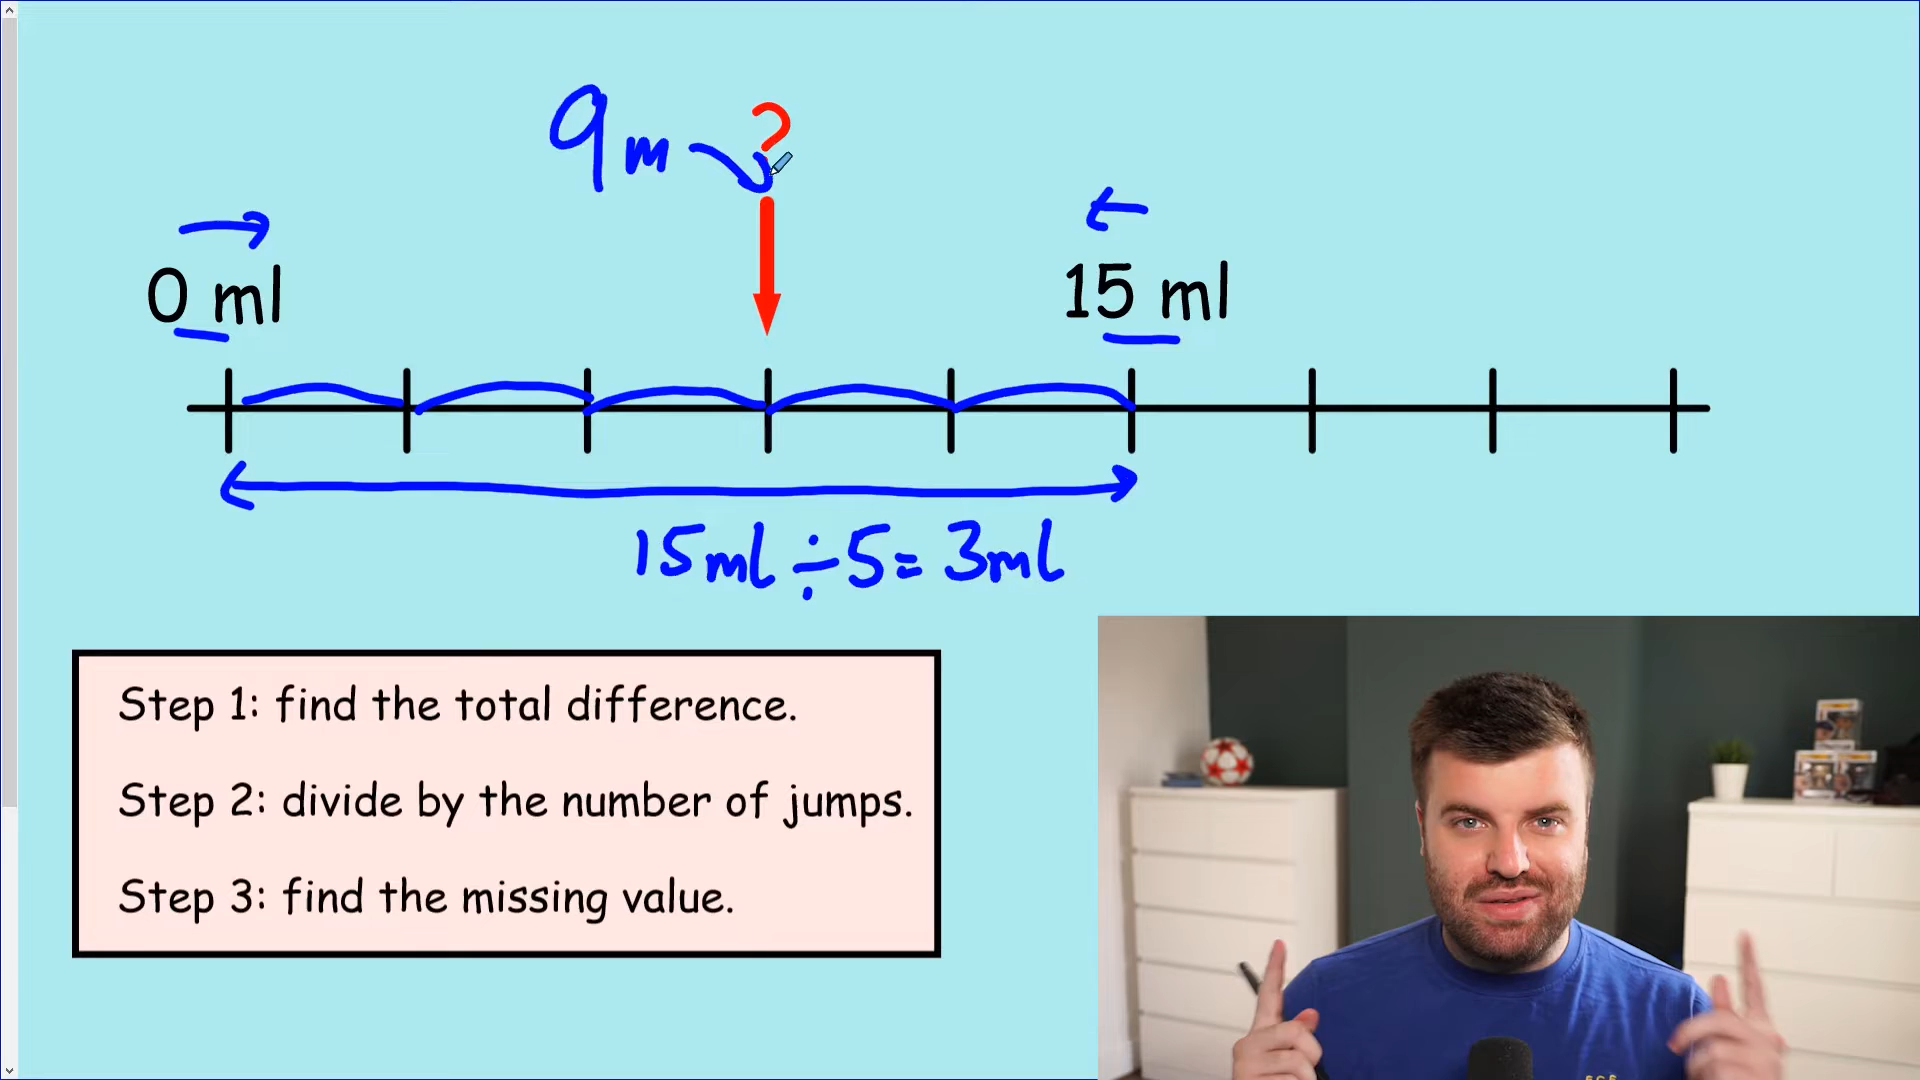 9m ?
0 ml
15 ml
15ml ÷ 5 = 3ml
Step 1: find the total difference.
Step 2: divide by the number of jumps.
Step 3: find the missing value.